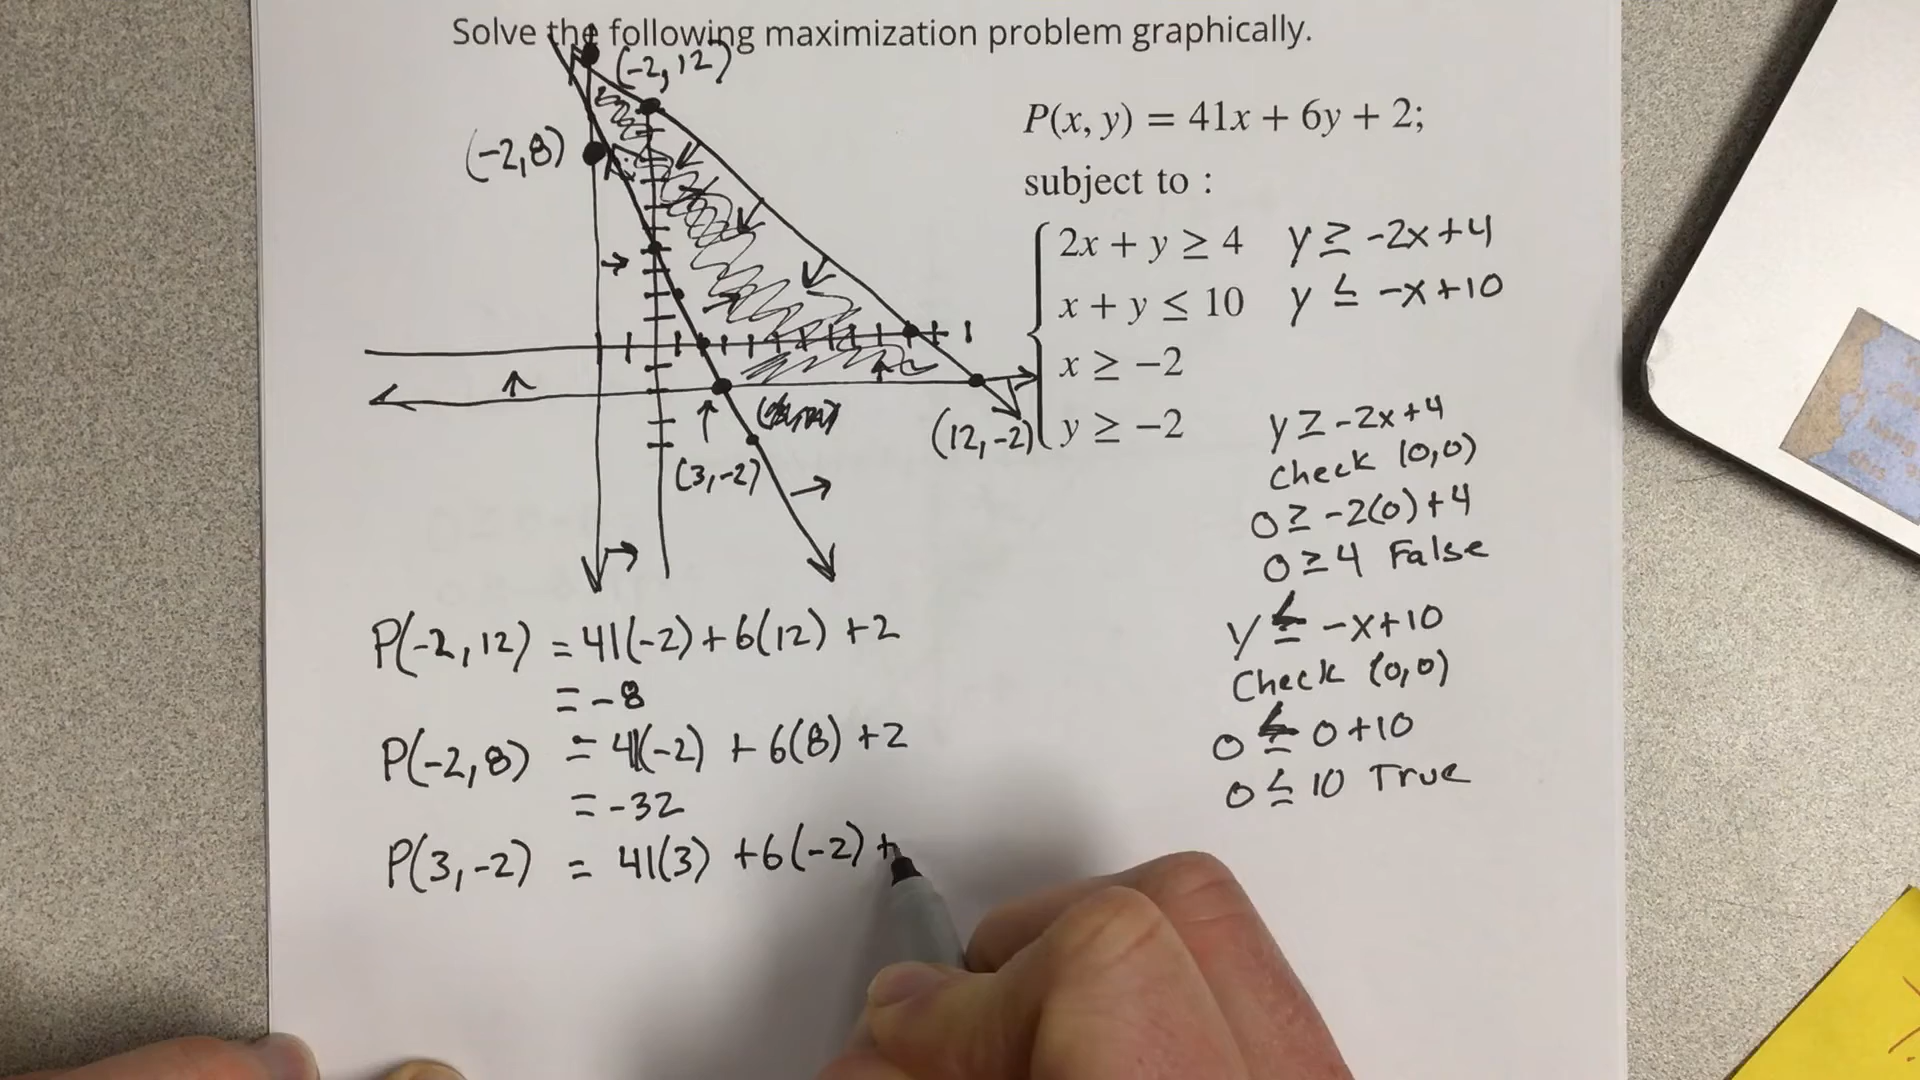 Solve the following maximization problem graphically.
(-2,12)
(-2,8)
P(x, y) = 41x + 6y + 2;
subject to :
2x + y ≥ 4 y ≥ -2x+4
x + y ≤ 10 y ≤ -x+10
x ≥ −2
y ≥ −2
(12,-2)
(3,-2)
y ≥ -2x+4
Check (0,0)
0 ≥ -2(0)+4
0 ≥ 4 False
y ≤ -x+10
Check (0,0)
0 ≤ 0+10
0 ≤ 10 True
P(-2,12) = 41(-2)+6(12)+2
= -8
P(-2,8) = 41(-2) + 6(8) +2
= -32
P(3,-2) = 41(3) +6(-2) +